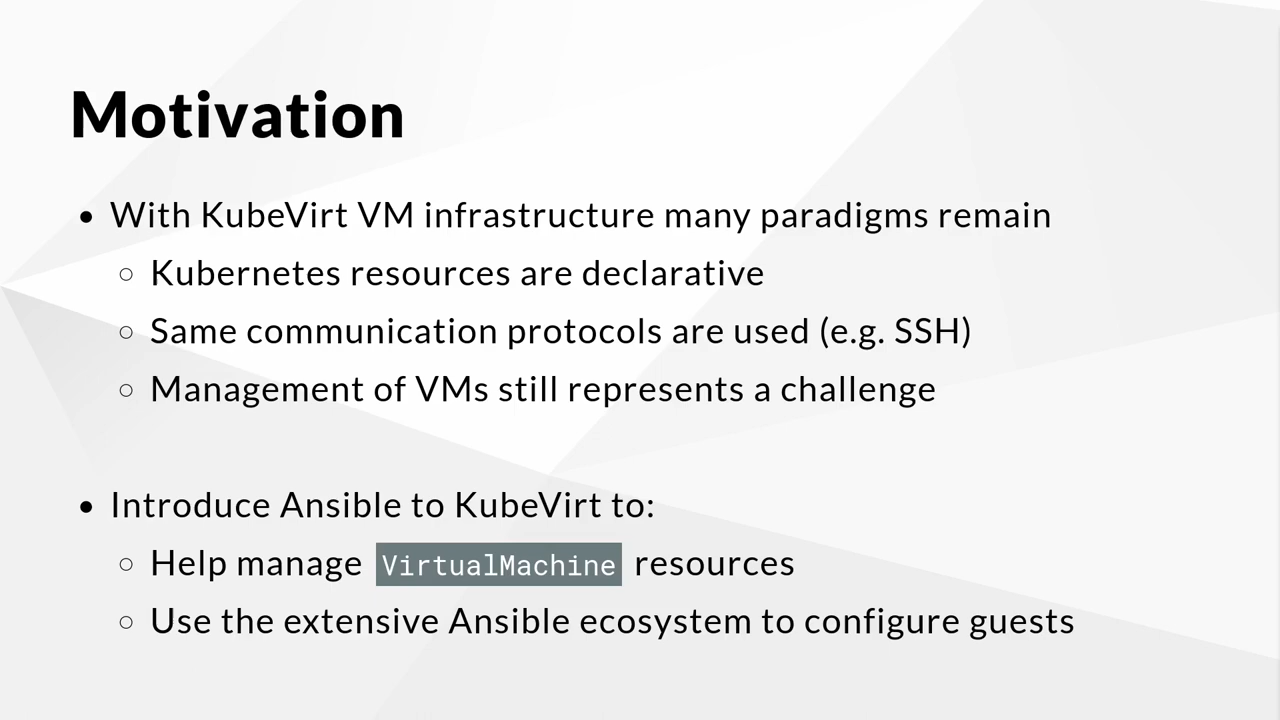 Motivation
With KubeVirt VM infrastructure many paradigms remain
Kubernetes resources are declarative
Same communication protocols are used (e.g. SSH)
Management of VMs still represents a challenge
Introduce Ansible to KubeVirt to:
Help manage VirtualMachine resources
Use the extensive Ansible ecosystem to configure guests